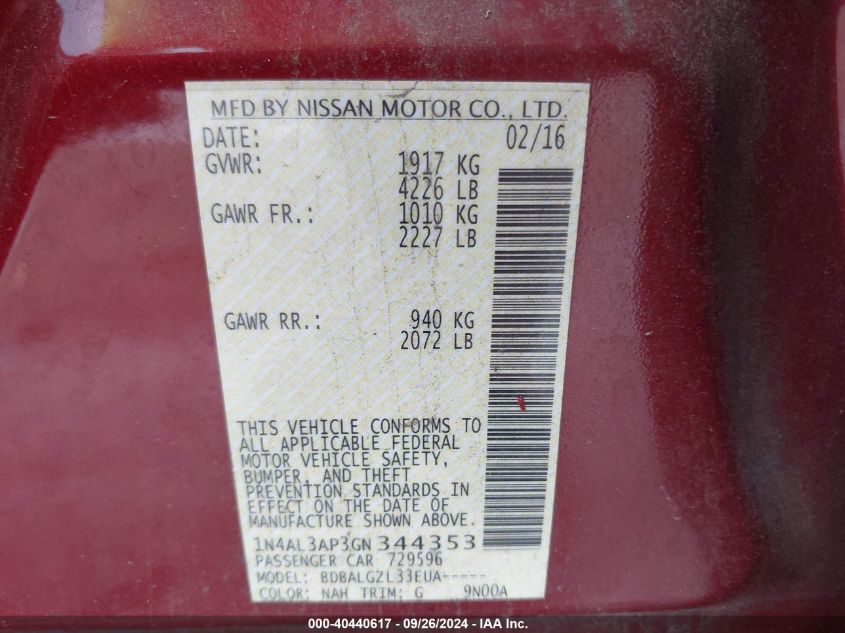 MFD BY NISSAN MOTOR CO., LTD.
DATE: 02/16
GVWR: 1917 KG
4226 LB
GAWR FR.: 1010 KG
2227 LB
GAWR RR.: 940 KG
2072 LB
THIS VEHICLE CONFORMS TO
ALL APPLICABLE FEDERAL
MOTOR VEHICLE SAFETY,
BUMPER, AND THEFT
PREVENTION STANDARDS IN
EFFECT ON THE DATE OF
MANUFACTURE SHOWN ABOVE.
1N4AL3AP3GN344353
PASSENGER CAR 729596
MODEL: BDBALGZL33EUA-----
COLOR: NAH TRIM: G 9N00A
000-40440617 - 09/26/2024 - IAA Inc.